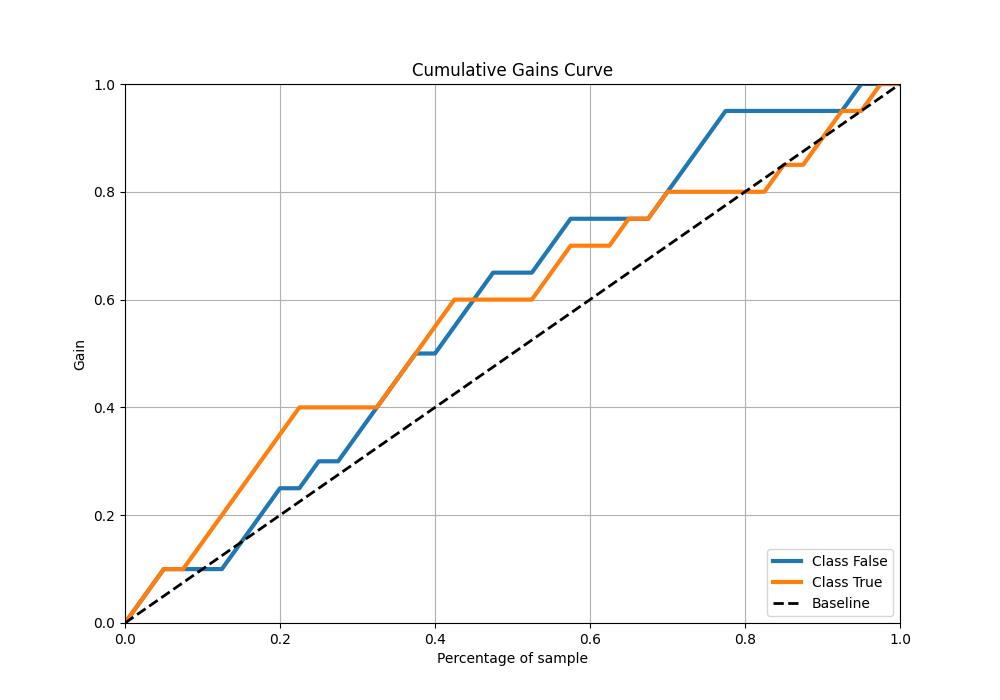 Cumulative Gains Curve
1.0
0.8
0.6
0.4
0.2
0.0
Gain
0.0 0.2 0.4 0.6 0.8 1.0
Percentage of sample
Class False
Class True
Baseline